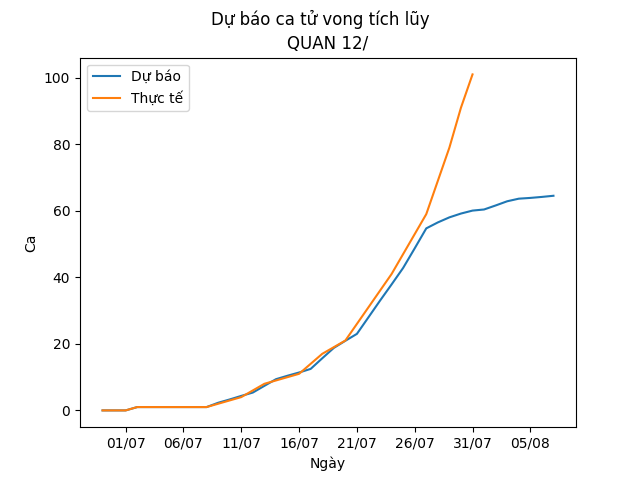 Dự báo ca tử vong tích lũy
QUAN 12/
Dự báo
Thực tế
100
80
60
40
20
0
Ca
01/07 06/07 11/07 16/07 21/07 26/07 31/07 05/08
Ngày